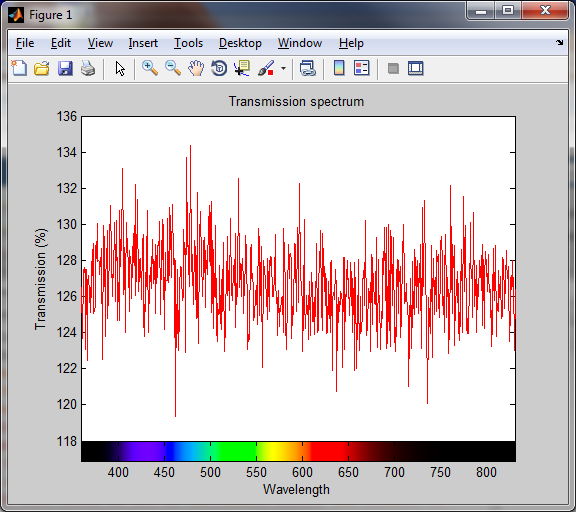 Figure 1
File Edit View Insert Tools Desktop Window Help
Transmission spectrum
136
134
132
130
128
126
124
122
120
118
Transmission (%)
400 450 500 550 600 650 700 750 800
Wavelength